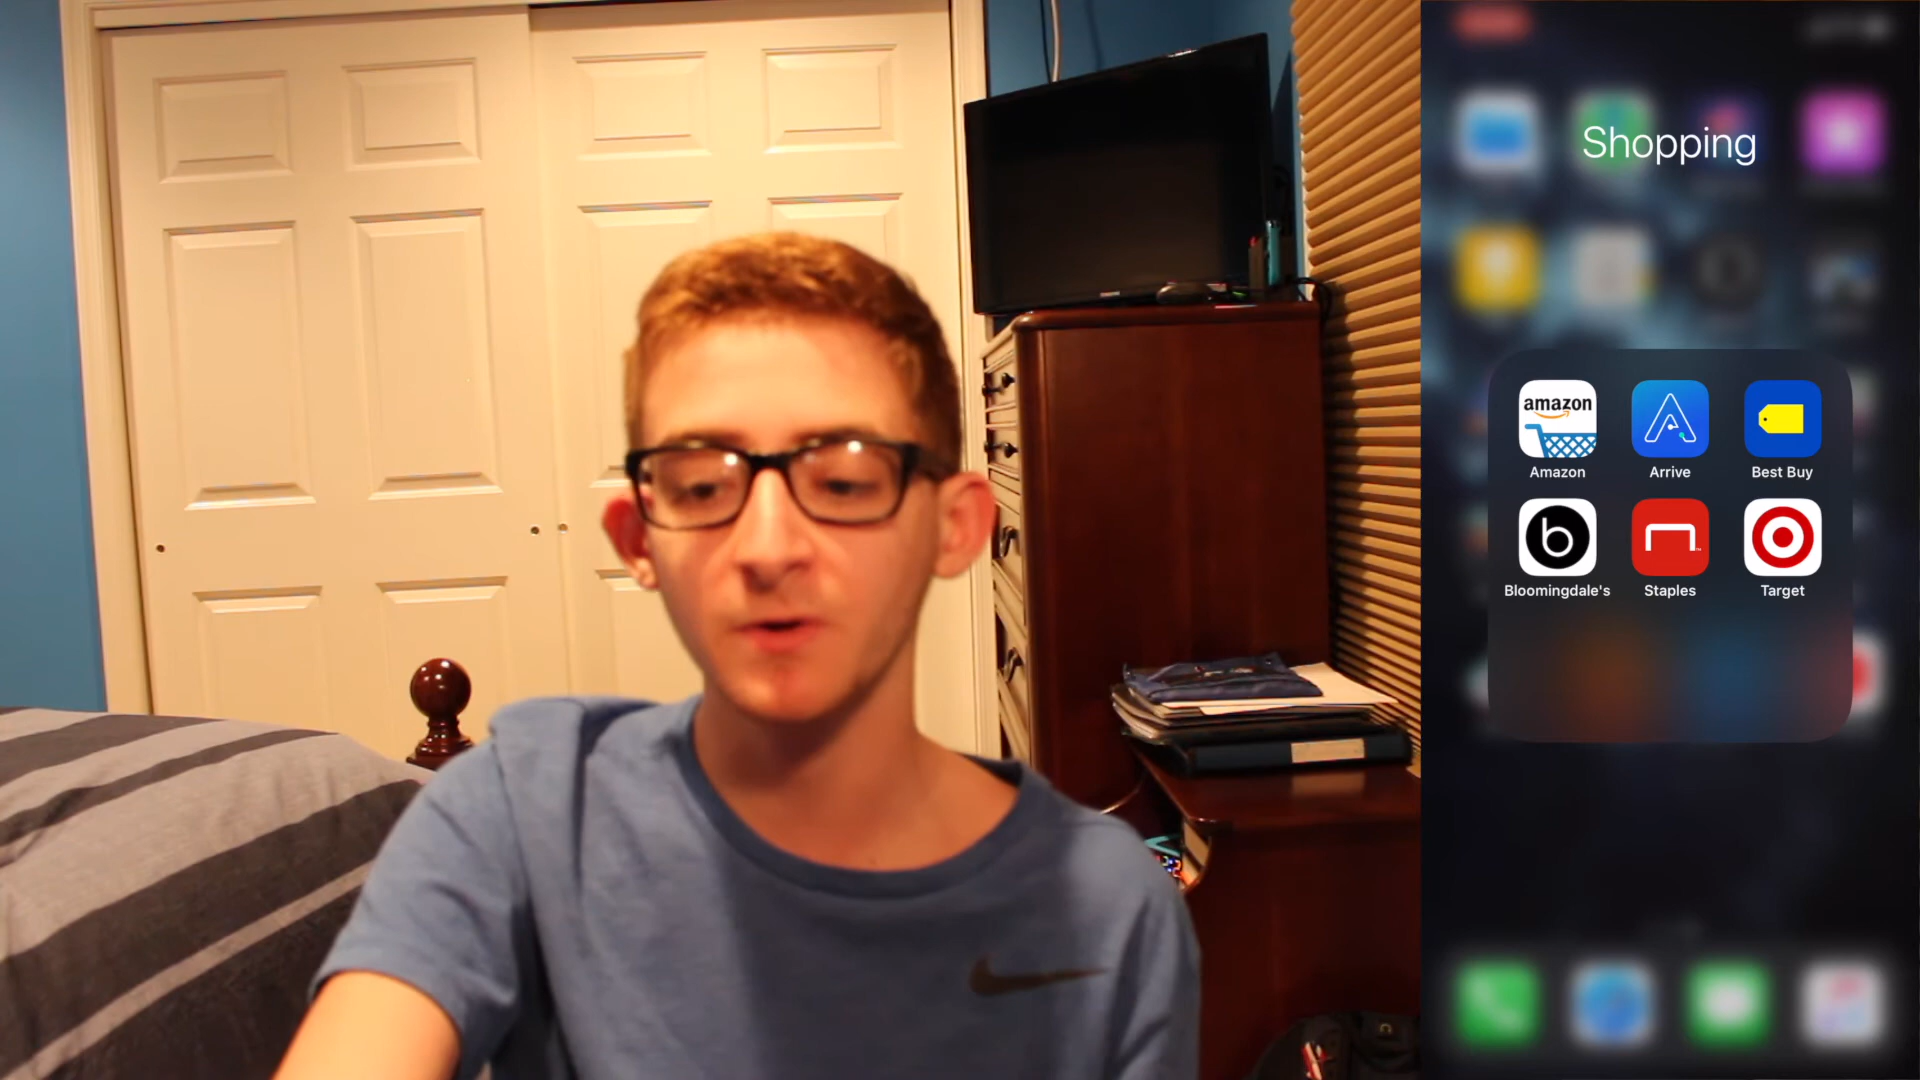 Shopping
amazon
Amazon
Arrive
Best Buy
b
Bloomingdale's
Staples
Target